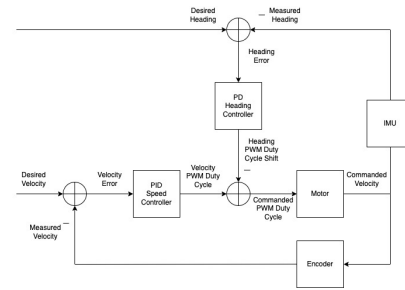 Desired
Heading
Measured
Heading
Heading
Error
PD
Heading
Controller
IMU
Heading
PWM Duty
Cycle Shift
Desired
Velocity
Velocity
Error
PID
Speed
Controller
Velocity
PWM Duty
Cycle
Commanded
PWM Duty
Cycle
Motor
Commanded
Velocity
Measured
Velocity
Encoder